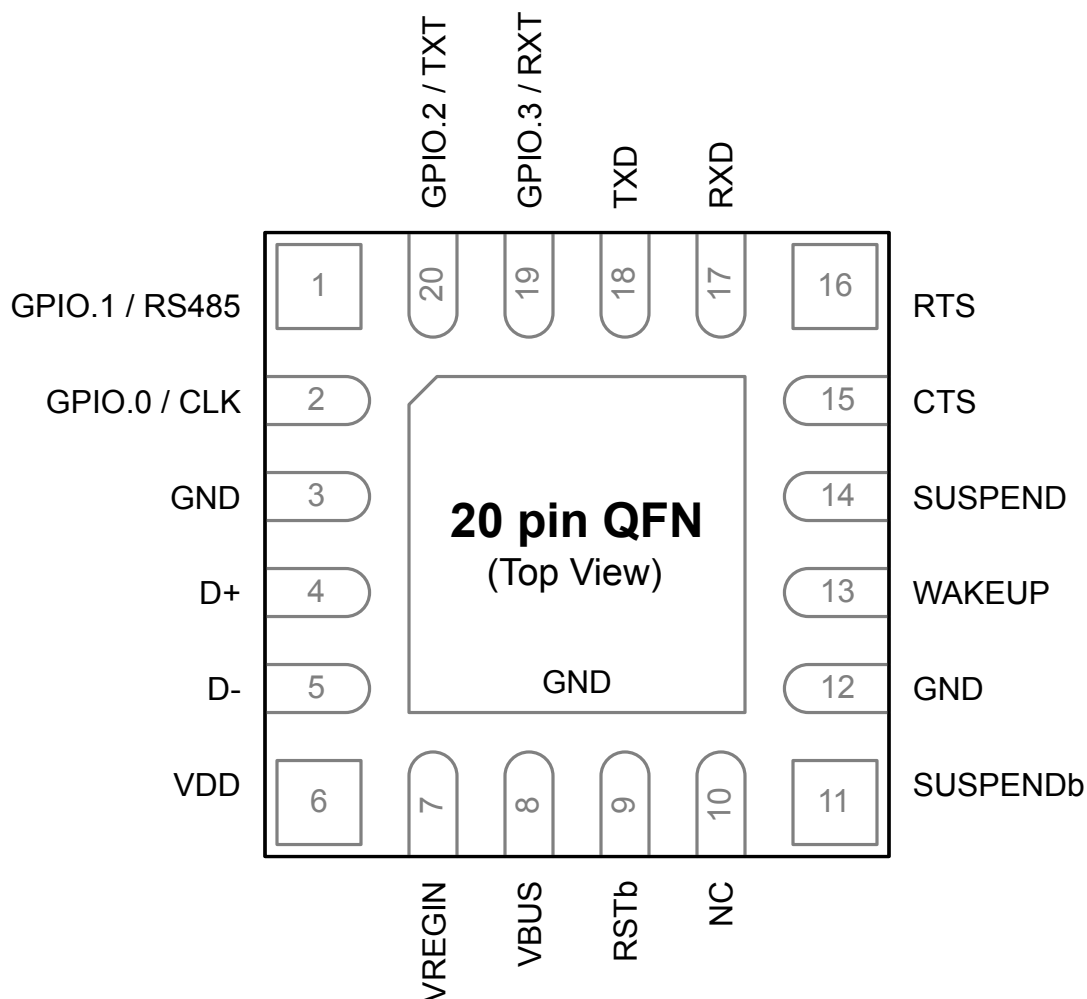 GPIO.2 / TXT
GPIO.3 / RXT
TXD
RXD
1
20
19
18
17
16
GPIO.1 / RS485
RTS
GPIO.0 / CLK
2
15
CTS
GND
3
14
SUSPEND
20 pin QFN
(Top View)
D+
4
13
WAKEUP
D-
5
GND
12
GND
VDD
6
7
8
9
10
11
SUSPENDb
VREGIN
VBUS
RSTb
NC